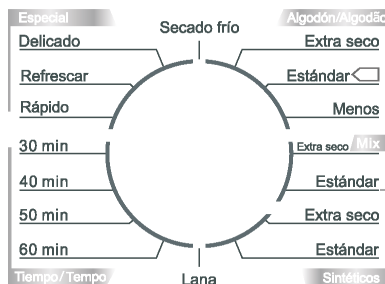 Especial
Delicado
Refrescar
Rápido
30 min
40 min
50 min
60 min
Tiempo/Tempo
Secado frío
Lana
Algodón/Algodão
Extra seco
Estándar
Menos
Extra seco Mix
Estándar
Extra seco
Estándar
Sintéticos